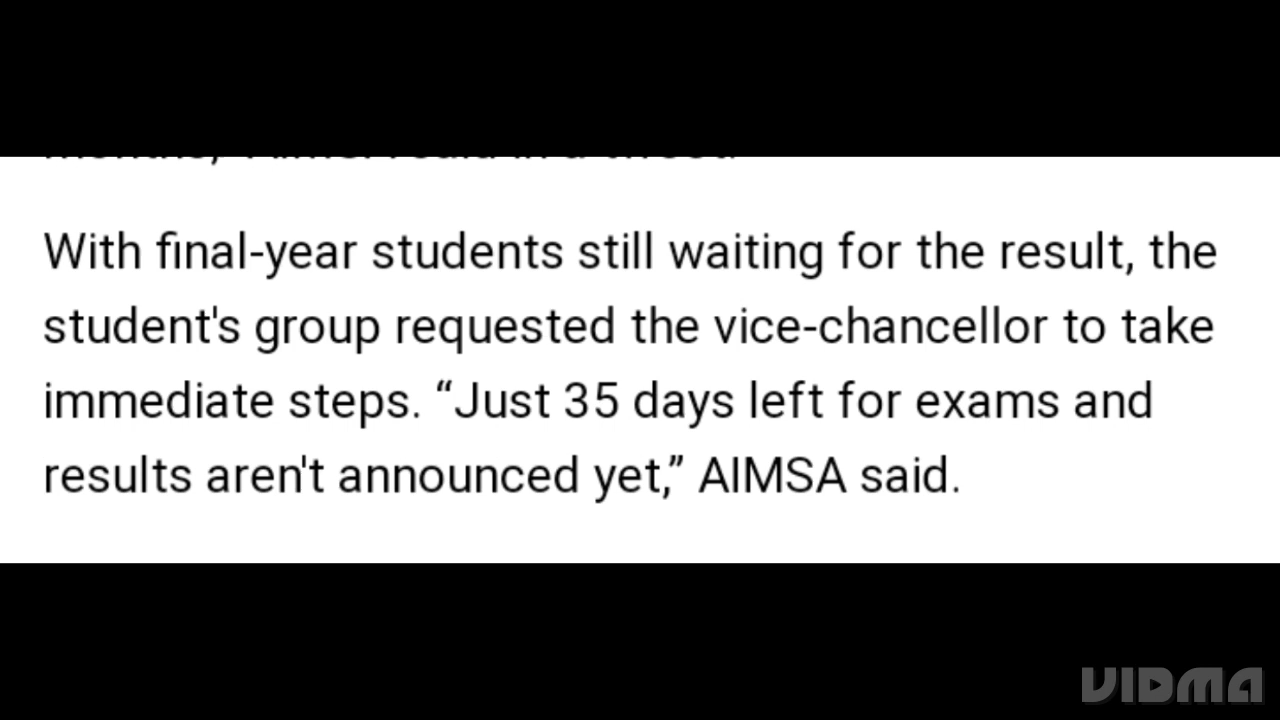 With final-year students still waiting for the result, the
student's group requested the vice-chancellor to take
immediate steps. “Just 35 days left for exams and
results aren't announced yet,” AIMSA said.
VIDMA